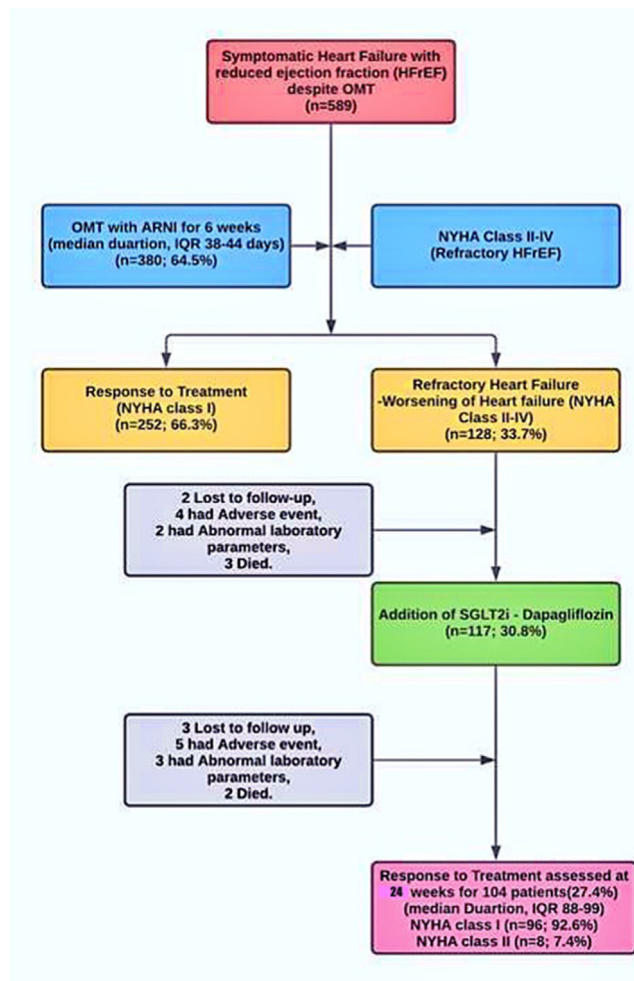 Symptomatic Heart Failure with
reduced ejection fraction (HFrEF)
despite OMT
(n=589)
OMT with ARNI for 6 weeks
(median duartion, IQR 38-44 days)
(n=380; 64.5%)
NYHA Class II-IV
(Refractory HFrEF)
Response to Treatment
(NYHA class I)
(n=252; 66.3%)
Refractory Heart Failure
-Worsening of Heart failure (NYHA
Class II-IV)
(n=128; 33.7%)
2 Lost to follow-up,
4 had Adverse event,
2 had Abnormal laboratory
parameters,
3 Died.
Addition of SGLT2i - Dapagliflozin
(n=117; 30.8%)
3 Lost to follow up,
5 had Adverse event,
3 had Abnormal laboratory
parameters,
2 Died.
Response to Treatment assessed at
24 weeks for 104 patients(27.4%)
(median Duartion, IQR 88-99)
NYHA class I (n=96; 92.6%)
NYHA class II (n=8; 7.4%)